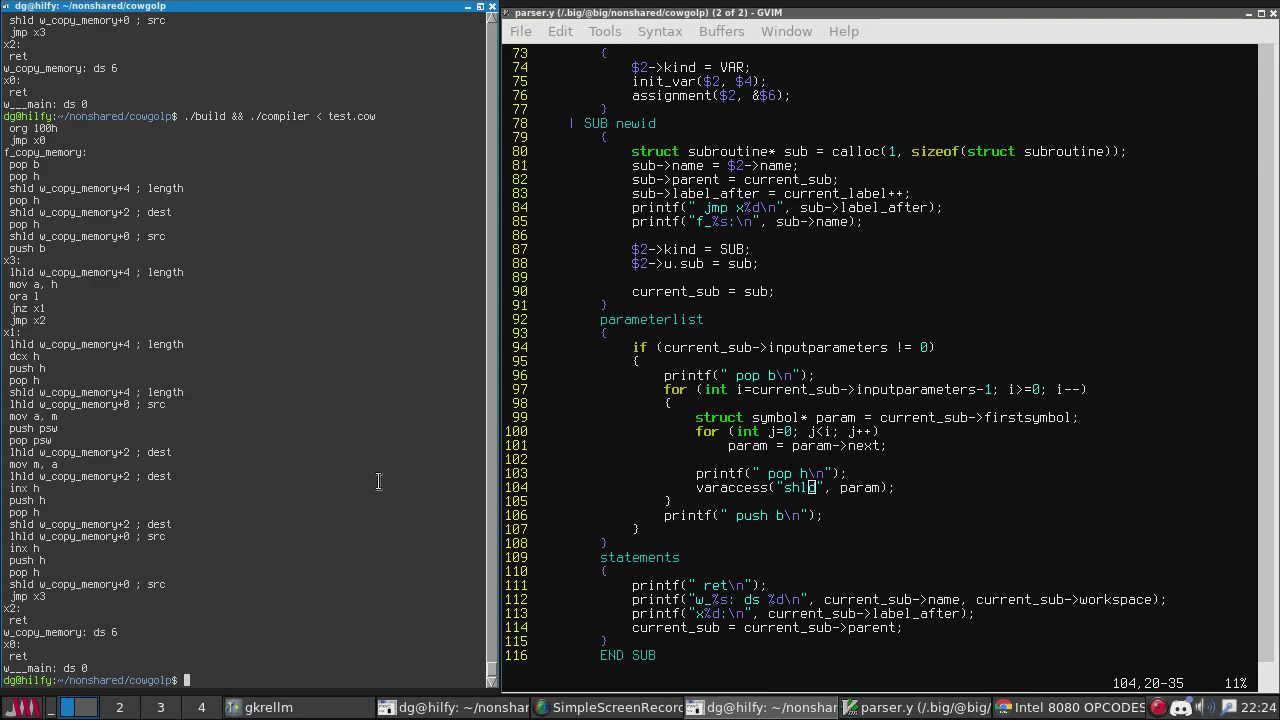 dg@hilfy: ~/nonshared/cowgolp
shld w_copy_memory+0 ; src
jmp x3
x2:
ret
w_copy_memory: ds 6
x0:
ret
w___main: ds 0
dg@hilfy:~/nonshared/cowgolp$ ./build && ./compiler < test.cow
org 100h
jmp x0
f_copy_memory:
pop b
pop h
shld w_copy_memory+4 ; length
pop h
shld w_copy_memory+2 ; dest
pop h
shld w_copy_memory+0 ; src
push b
x3:
lhld w_copy_memory+4 ; length
mov a, h
ora l
jnz x1
jmp x2
x1:
lhld w_copy_memory+4 ; length
dcx h
push h
pop h
shld w_copy_memory+4 ; length
lhld w_copy_memory+0 ; src
mov a, m
push psw
pop psw
lhld w_copy_memory+2 ; dest
mov m, a
lhld w_copy_memory+2 ; dest
inx h
push h
pop h
shld w_copy_memory+2 ; dest
lhld w_copy_memory+0 ; src
inx h
push h
pop h
shld w_copy_memory+0 ; src
jmp x3
x2:
ret
w_copy_memory: ds 6
x0:
ret
w___main: ds 0
dg@hilfy:~/nonshared/cowgolp$
parser.y (/.big/@big/nonshared/cowgolp) (2 of 2) - GVIM
File Edit Tools Syntax Buffers Window Help
73 {
74 $2->kind = VAR;
75 init_var($2, $4);
76 assignment($2, &$6);
77 }
78 | SUB newid
79 {
80 struct subroutine* sub = calloc(1, sizeof(struct subroutine));
81 sub->name = $2->name;
82 sub->parent = current_sub;
83 sub->label_after = current_label++;
84 printf(" jmp x%d\n", sub->label_after);
85 printf("f_%s:\n", sub->name);
86
87 $2->kind = SUB;
88 $2->u.sub = sub;
89
90 current_sub = sub;
91 }
92 parameterlist
93 {
94 if (current_sub->inputparameters != 0)
95 {
96 printf(" pop b\n");
97 for (int i=current_sub->inputparameters-1; i>=0; i--)
98 {
99 struct symbol* param = current_sub->firstsymbol;
100 for (int j=0; j<i; j++)
101 param = param->next;
102
103 printf(" pop h\n");
104 varaccess("shld", param);
105 }
106 printf(" push b\n");
107 }
108 }
109 statements
110 {
111 printf(" ret\n");
112 printf("w_%s: ds %d\n", current_sub->name, current_sub->workspace);
113 printf("x%d:\n", current_sub->label_after);
114 current_sub = current_sub->parent;
115 }
116 END SUB
104,20-35 11%
2 3 4 gkrellm dg@hilfy: ~/nonshar SimpleScreenRecor dg@hilfy: ~/nonshar parser.y (/.big/@big/ Intel 8080 OPCODES 22:24